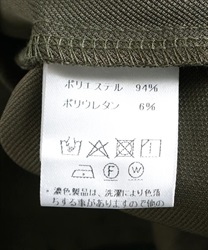 ポリエステル 94%
ポリウレタン 6%
F W
*濃色製品は、洗濯により色落
ちする事がありますので他の